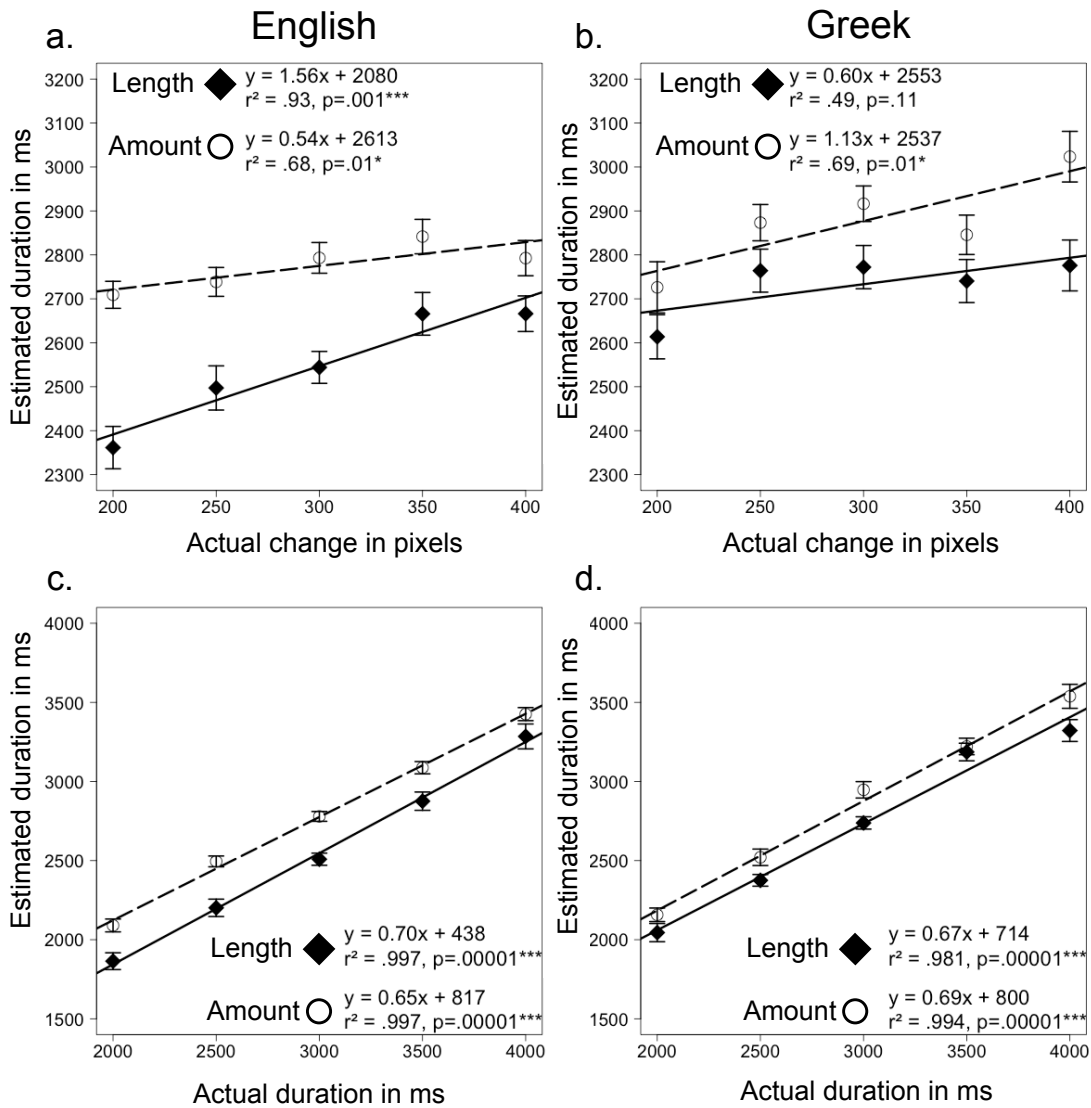 English
Greek
a.
Estimated duration in ms
3200
3100
3000
2900
2800
2700
2600
2500
2400
2300
Length
y = 1.56x + 2080
r² = .93, p=.001***
Amount
y = 0.54x + 2613
r² = .68, p=.01*
200 250 300 350 400
Actual change in pixels
b.
Estimated duration in ms
3200
3100
3000
2900
2800
2700
2600
2500
2400
2300
Length
y = 0.60x + 2553
r² = .49, p=.11
Amount
y = 1.13x + 2537
r² = .69, p=.01*
200 250 300 350 400
Actual change in pixels
c.
Estimated duration in ms
4000
3500
3000
2500
2000
1500
Length
y = 0.70x + 438
r² = .997, p=.00001***
Amount
y = 0.65x + 817
r² = .997, p=.00001***
2000 2500 3000 3500 4000
Actual duration in ms
d.
Estimated duration in ms
4000
3500
3000
2500
2000
1500
Length
y = 0.67x + 714
r² = .981, p=.00001***
Amount
y = 0.69x + 800
r² = .994, p=.00001***
2000 2500 3000 3500 4000
Actual duration in ms